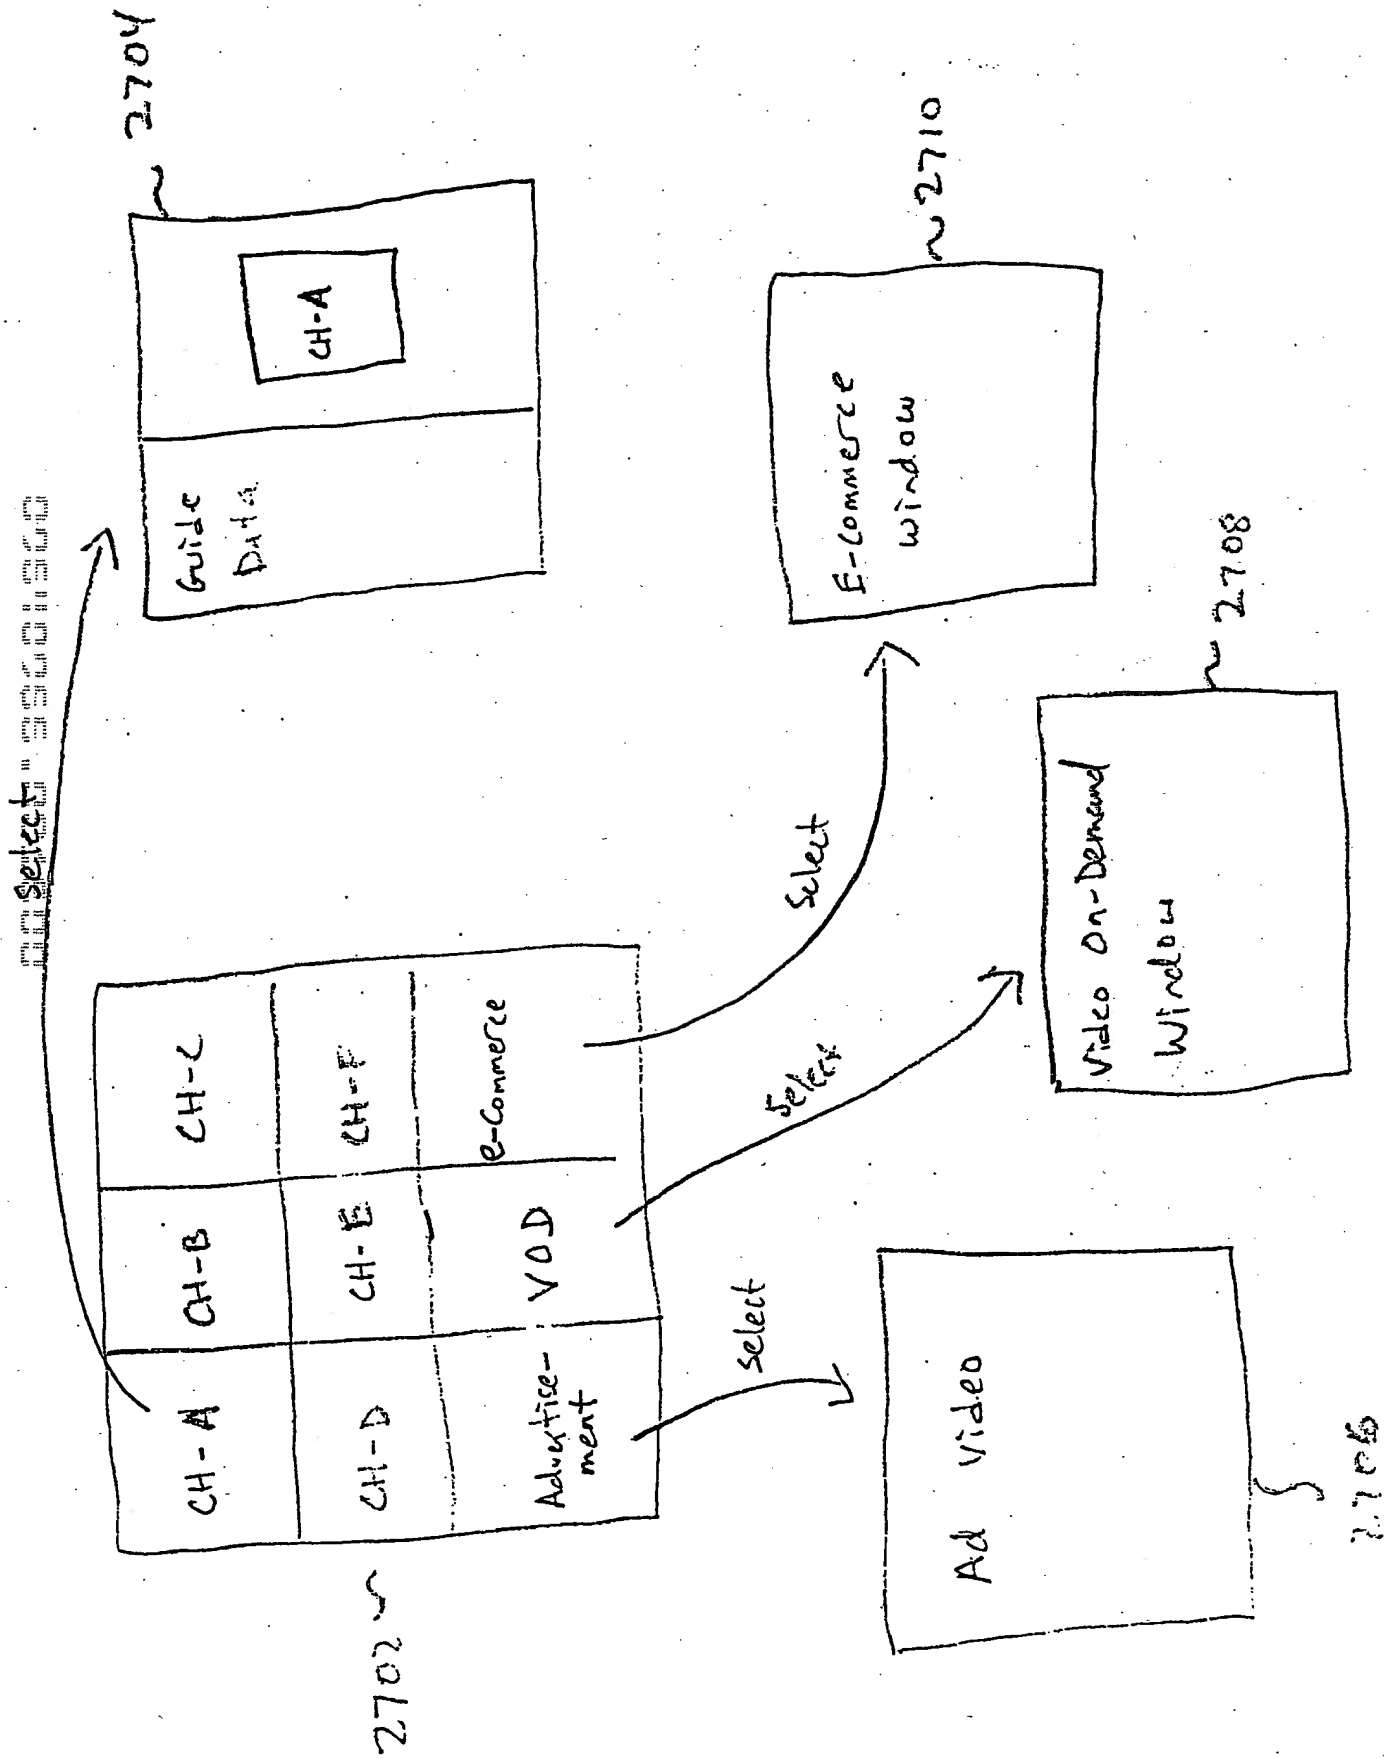 Select
2704
Guide
Data
CH-A
2702
CH-A
CH-B
CH-C
CH-D
CH-E
CH-F
Advertise-
ment
VOD
e-Commerce
Select
Select
Select
E-Commerce
Window
2710
Video On-Demand
Window
2708
Ad Video
2706